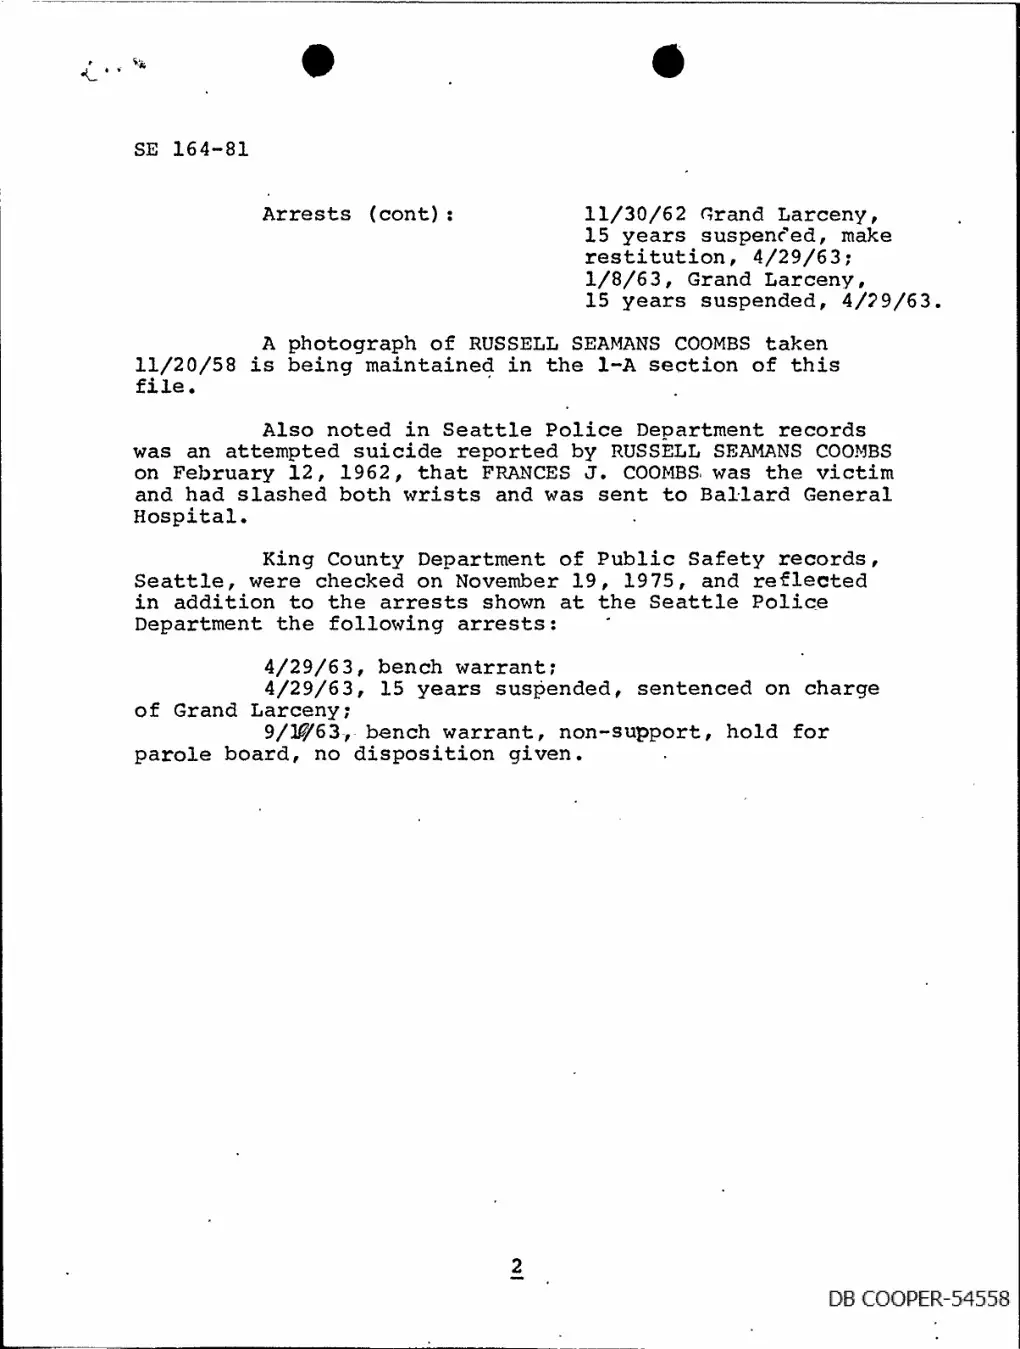 SE 164-81
Arrests (cont): 11/30/62 Grand Larceny,
15 years suspended, make
restitution, 4/29/63;
1/8/63, Grand Larceny,
15 years suspended, 4/29/63.
A photograph of RUSSELL SEAMANS COOMBS taken
11/20/58 is being maintained in the 1-A section of this
file.
Also noted in Seattle Police Department records
was an attempted suicide reported by RUSSELL SEAMANS COOMBS
on February 12, 1962, that FRANCES J. COOMBS was the victim
and had slashed both wrists and was sent to Ballard General
Hospital.
King County Department of Public Safety records,
Seattle, were checked on November 19, 1975, and reflected
in addition to the arrests shown at the Seattle Police
Department the following arrests:
4/29/63, bench warrant;
4/29/63, 15 years suspended, sentenced on charge
of Grand Larceny;
bench warrant, non-support, hold for
parole board, no disposition given.
2
DB COOPER-54558